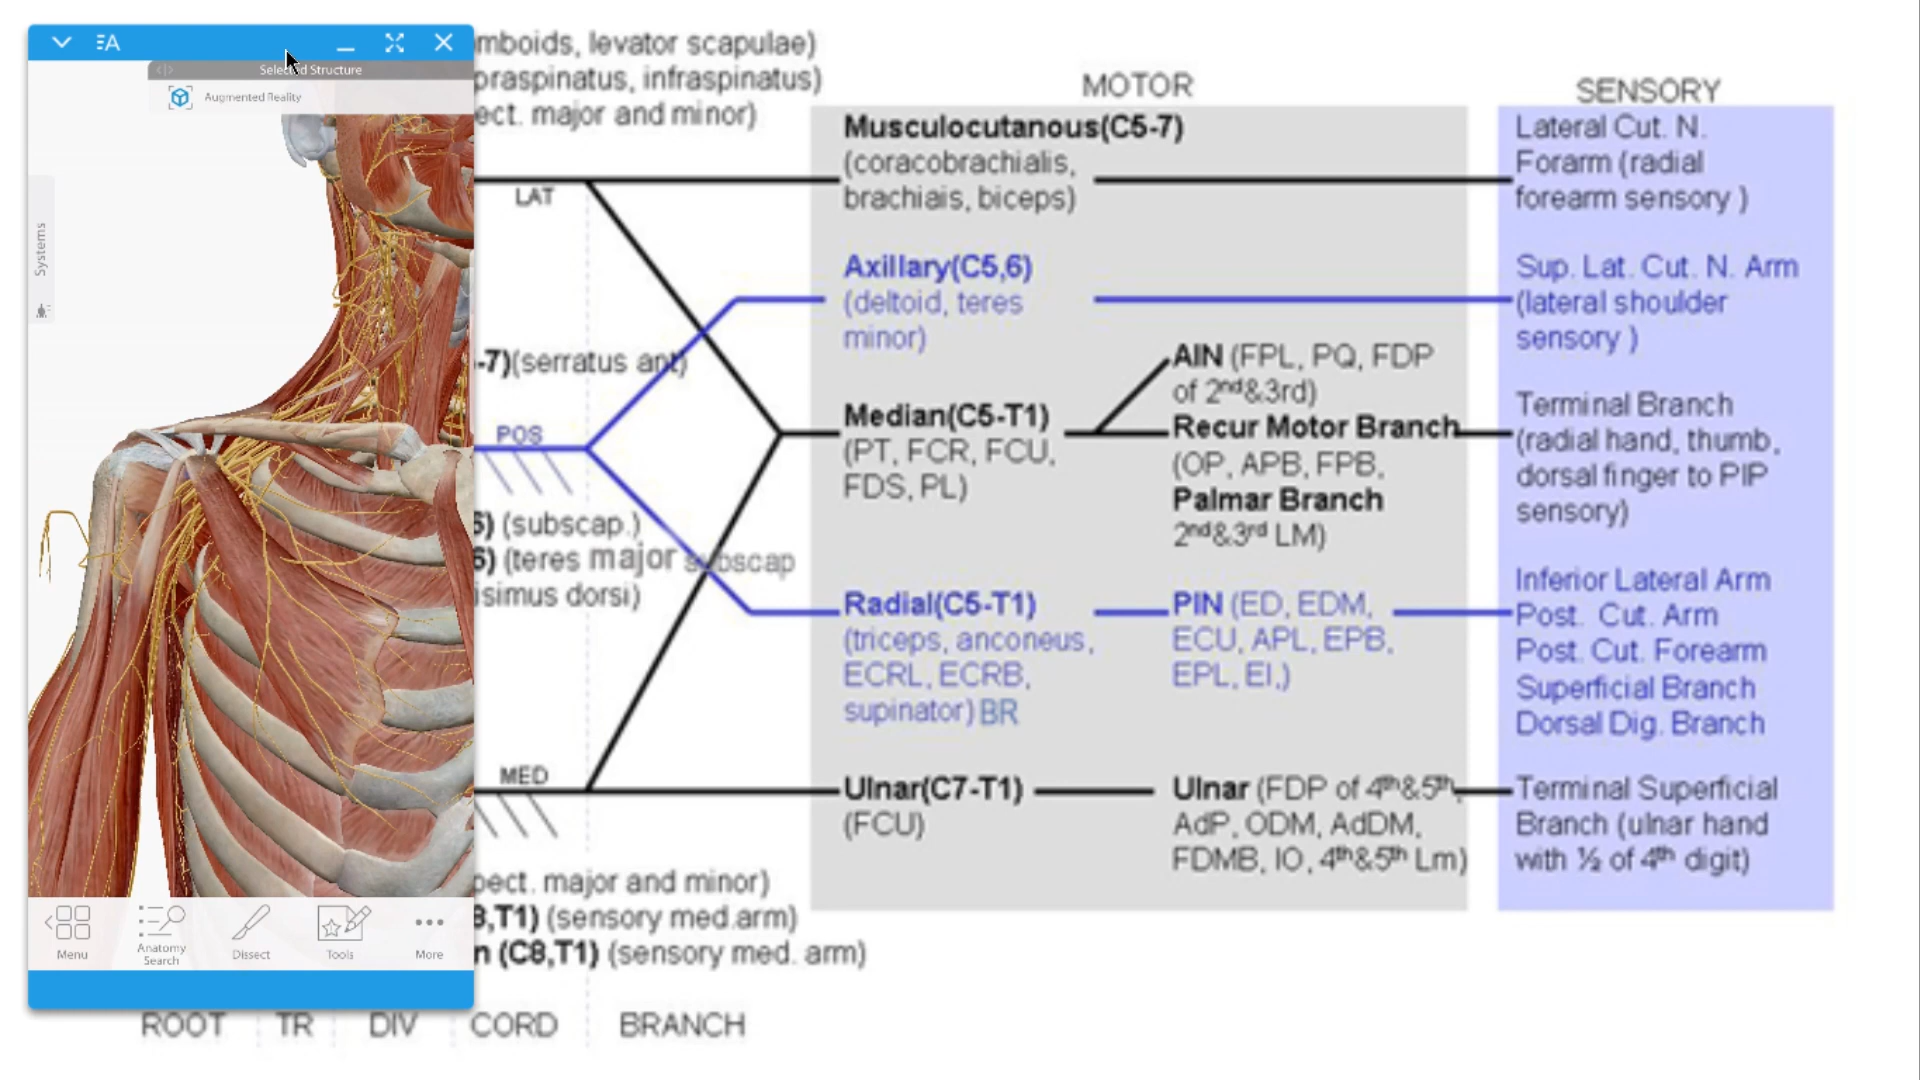 A
Selected Structure
Augmented Reality
Systems
Menu
Anatomy
Search
Dissect
Tools
More
mboids, levator scapulae)
praspinatus, infraspinatus)
ect. major and minor)
LAT
-7)(serratus ant)
POS
6) (subscap.)
6) (teres major subscap
isimus dorsi)
MED
pect. major and minor)
8,T1) (sensory med.arm)
n (C8,T1) (sensory med. arm)
ROOT TR DIV CORD BRANCH
MOTOR
Musculocutanous(C5-7)
(coracobrachialis,
brachiais, biceps)
Axillary(C5,6)
(deltoid, teres
minor)
Median(C5-T1)
(PT, FCR, FCU,
FDS, PL)
AIN (FPL, PQ, FDP
of 2nd&3rd)
Recur Motor Branch
(OP, APB, FPB,
Palmar Branch
2nd&3rd LM)
Radial(C5-T1)
(triceps, anconeus,
ECRL, ECRB,
supinator) BR
PIN (ED, EDM,
ECU, APL, EPB,
EPL, EI,)
Ulnar(C7-T1)
(FCU)
Ulnar (FDP of 4th&5th,
AdP, ODM, AdDM,
FDMB, IO, 4th&5th Lm)
SENSORY
Lateral Cut. N.
Forarm (radial
forearm sensory )
Sup. Lat. Cut. N. Arm
(lateral shoulder
sensory )
Terminal Branch
(radial hand, thumb,
dorsal finger to PIP
sensory)
Inferior Lateral Arm
Post. Cut. Arm
Post. Cut. Forearm
Superficial Branch
Dorsal Dig. Branch
Terminal Superficial
Branch (ulnar hand
with ½ of 4th digit)